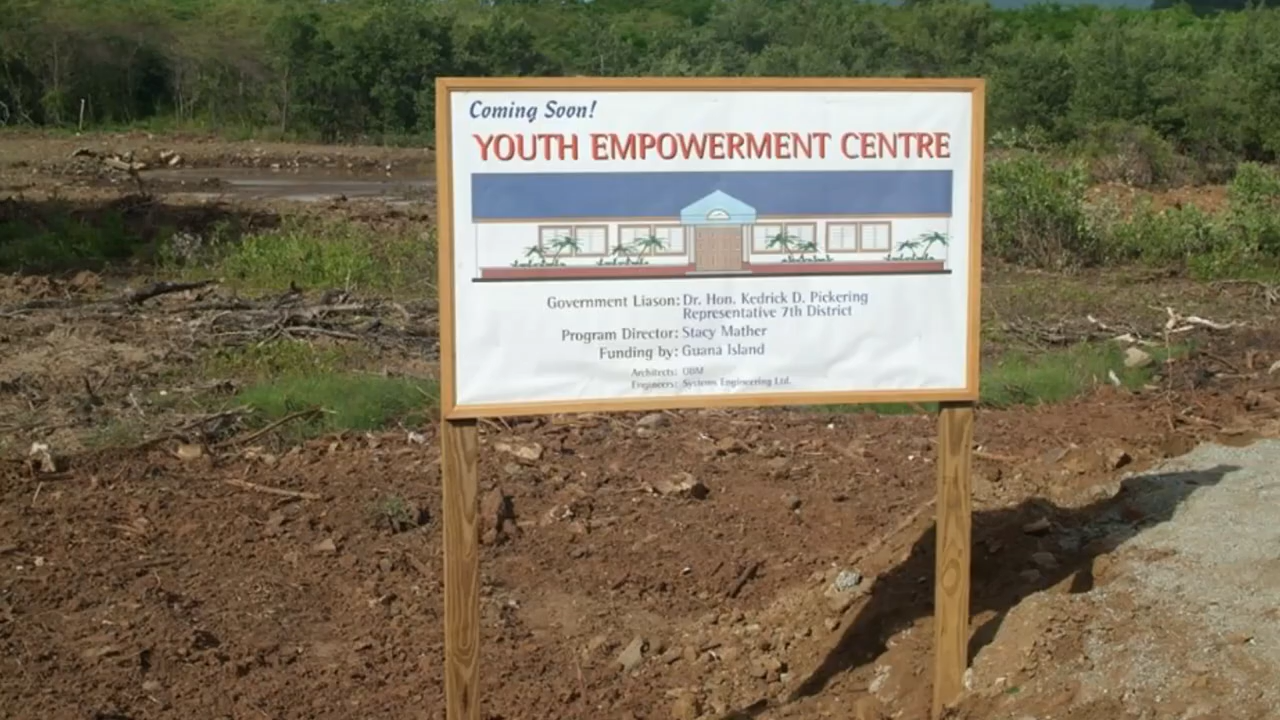 Coming Soon!
YOUTH EMPOWERMENT CENTRE
Government Liason: Dr. Hon. Kedrick D. Pickering
Representative 7th District
Program Director: Stacy Mather
Funding by: Guana Island
Architects: OBM
Engineers: Systems Engineering Ltd.